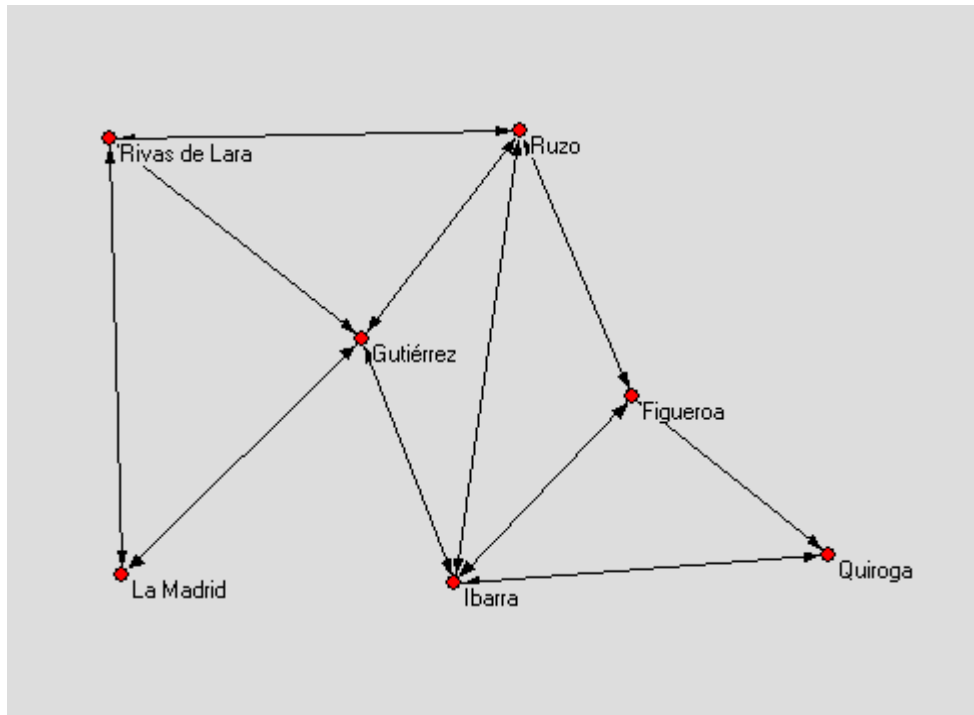 Rivas de Lara
Ruzo
Gutiérrez
Figueroa
Quiroga
La Madrid
Ibarra